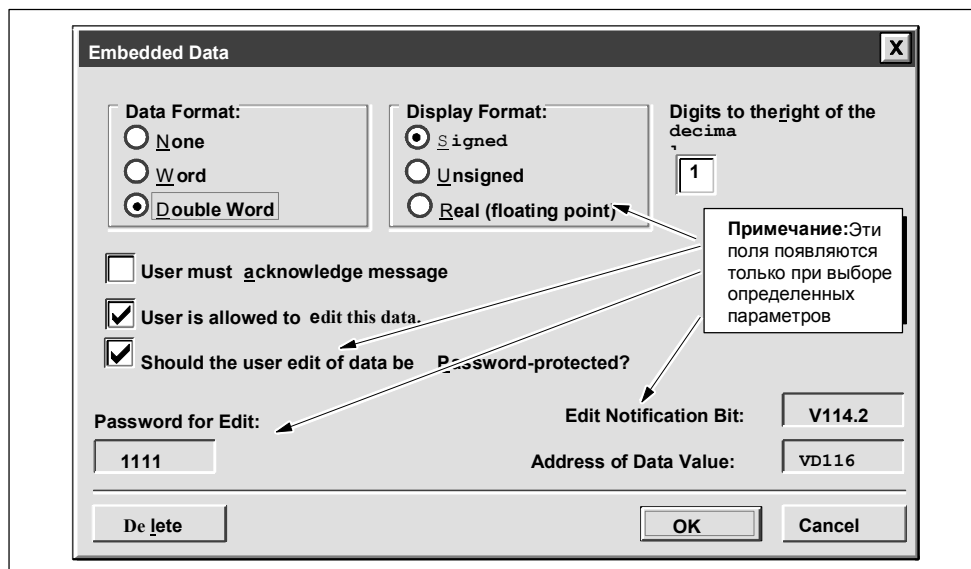 Embedded Data
X
Data Format:
None
Word
Double Word
Display Format:
Signed
Unsigned
Real (floating point)
Digits to theright of the
decima
1
Примечание:Эти
поля появляются
только при выборе
определенных
параметров
User must acknowledge message
User is allowed to edit this data.
Should the user edit of data be Password-protected?
Password for Edit:
1111
Edit Notification Bit:
V114.2
Address of Data Value:
VD116
De lete
OK
Cancel